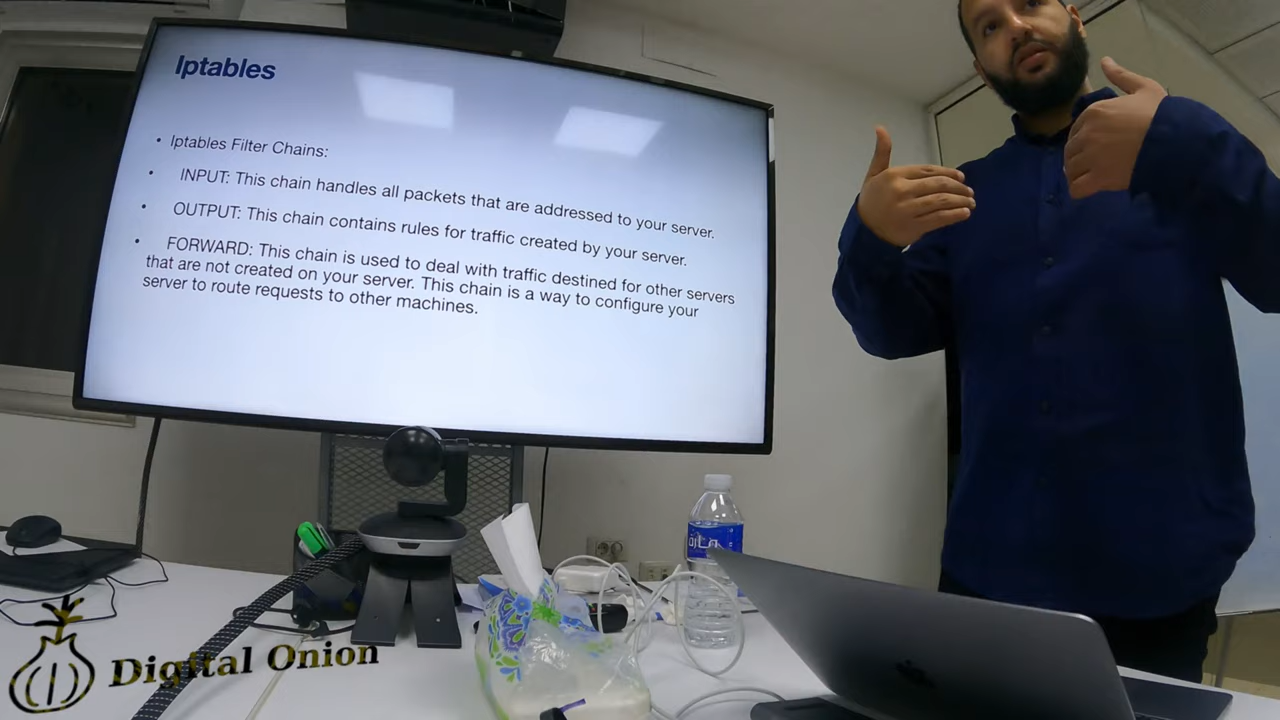 Iptables
• Iptables Filter Chains:
• INPUT: This chain handles all packets that are addressed to your server.
• OUTPUT: This chain contains rules for traffic created by your server.
• FORWARD: This chain is used to deal with traffic destined for other servers
that are not created on your server. This chain is a way to configure your
server to route requests to other machines.
Digital Onion